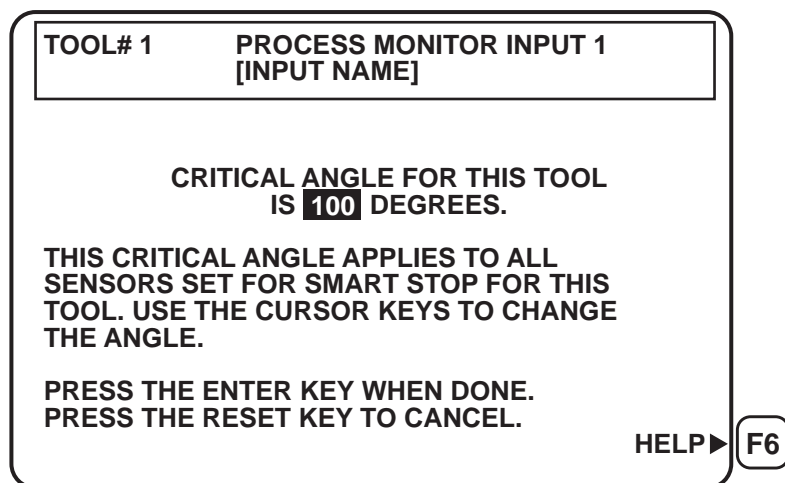 TOOL# 1 PROCESS MONITOR INPUT 1
[INPUT NAME]
CRITICAL ANGLE FOR THIS TOOL
IS 100 DEGREES.
THIS CRITICAL ANGLE APPLIES TO ALL
SENSORS SET FOR SMART STOP FOR THIS
TOOL. USE THE CURSOR KEYS TO CHANGE
THE ANGLE.
PRESS THE ENTER KEY WHEN DONE.
PRESS THE RESET KEY TO CANCEL.
HELP F6